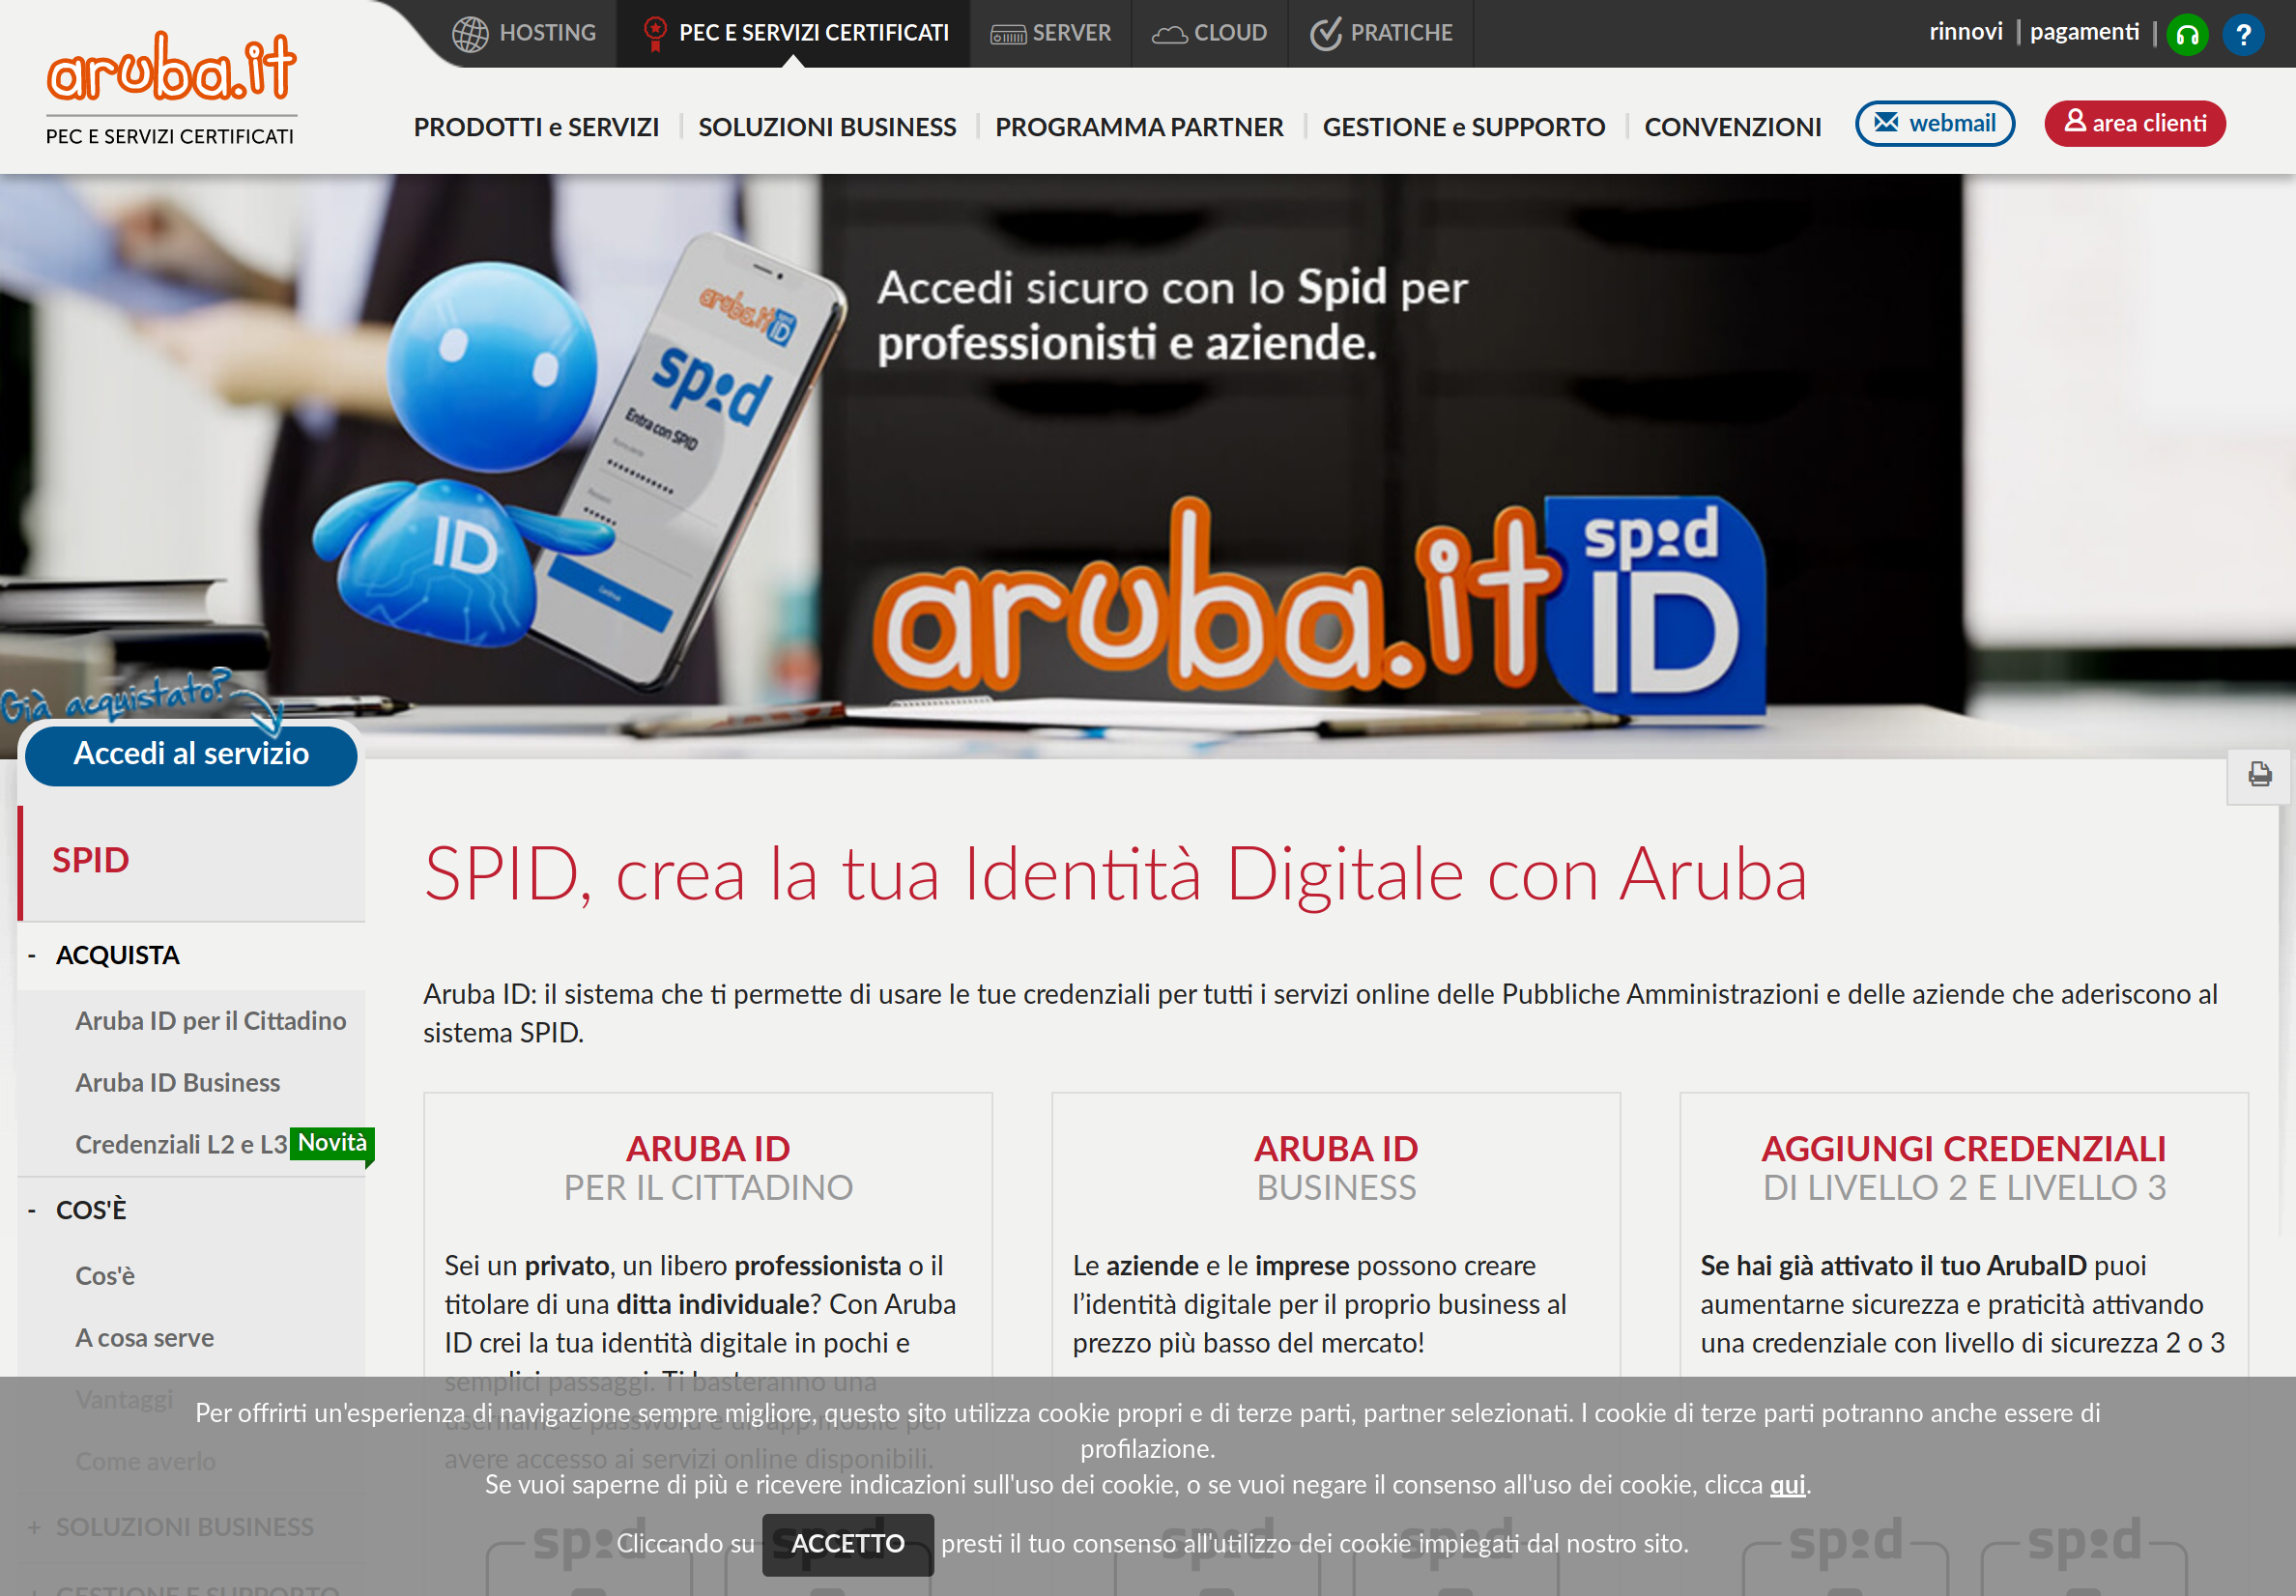 aruba.it
PEC E SERVIZI CERTIFICATI
HOSTING
PEC E SERVIZI CERTIFICATI
SERVER
CLOUD
PRATICHE
rinnovi
pagamenti
?
PRODOTTI e SERVIZI
SOLUZIONI BUSINESS
PROGRAMMA PARTNER
GESTIONE e SUPPORTO
CONVENZIONI
webmail
area clienti
aruba.it spid ID
spid
Entra con SPID
ID
Accedi sicuro con lo Spid per
professionisti e aziende.
aruba.it spid ID
Già acquistato?
Accedi al servizio
SPID
- ACQUISTA
Aruba ID per il Cittadino
Aruba ID Business
Credenziali L2 e L3 Novità
- COS'È
Cos'è
A cosa serve
Vantaggi
Come averlo
+ SOLUZIONI BUSINESS
+ GESTIONE E SUPPORTO
SPID, crea la tua Identità Digitale con Aruba
Aruba ID: il sistema che ti permette di usare le tue credenziali per tutti i servizi online delle Pubbliche Amministrazioni e delle aziende che aderiscono al
sistema SPID.
ARUBA ID
PER IL CITTADINO
Sei un privato, un libero professionista o il
titolare di una ditta individuale? Con Aruba
ID crei la tua identità digitale in pochi e
semplici passaggi. Ti basteranno una
username e password e un'app mobile per
avere accesso ai servizi online disponibili.
spid
spid
ARUBA ID
BUSINESS
Le aziende e le imprese possono creare
l’identità digitale per il proprio business al
prezzo più basso del mercato!
spid
spid
AGGIUNGI CREDENZIALI
DI LIVELLO 2 E LIVELLO 3
Se hai già attivato il tuo ArubaID puoi
aumentarne sicurezza e praticità attivando
una credenziale con livello di sicurezza 2 o 3
spid
spid
Per offrirti un'esperienza di navigazione sempre migliore, questo sito utilizza cookie propri e di terze parti, partner selezionati. I cookie di terze parti potranno anche essere di
profilazione.
Se vuoi saperne di più e ricevere indicazioni sull'uso dei cookie, o se vuoi negare il consenso all'uso dei cookie, clicca qui.
Cliccando su ACCETTO presti il tuo consenso all'utilizzo dei cookie impiegati dal nostro sito.